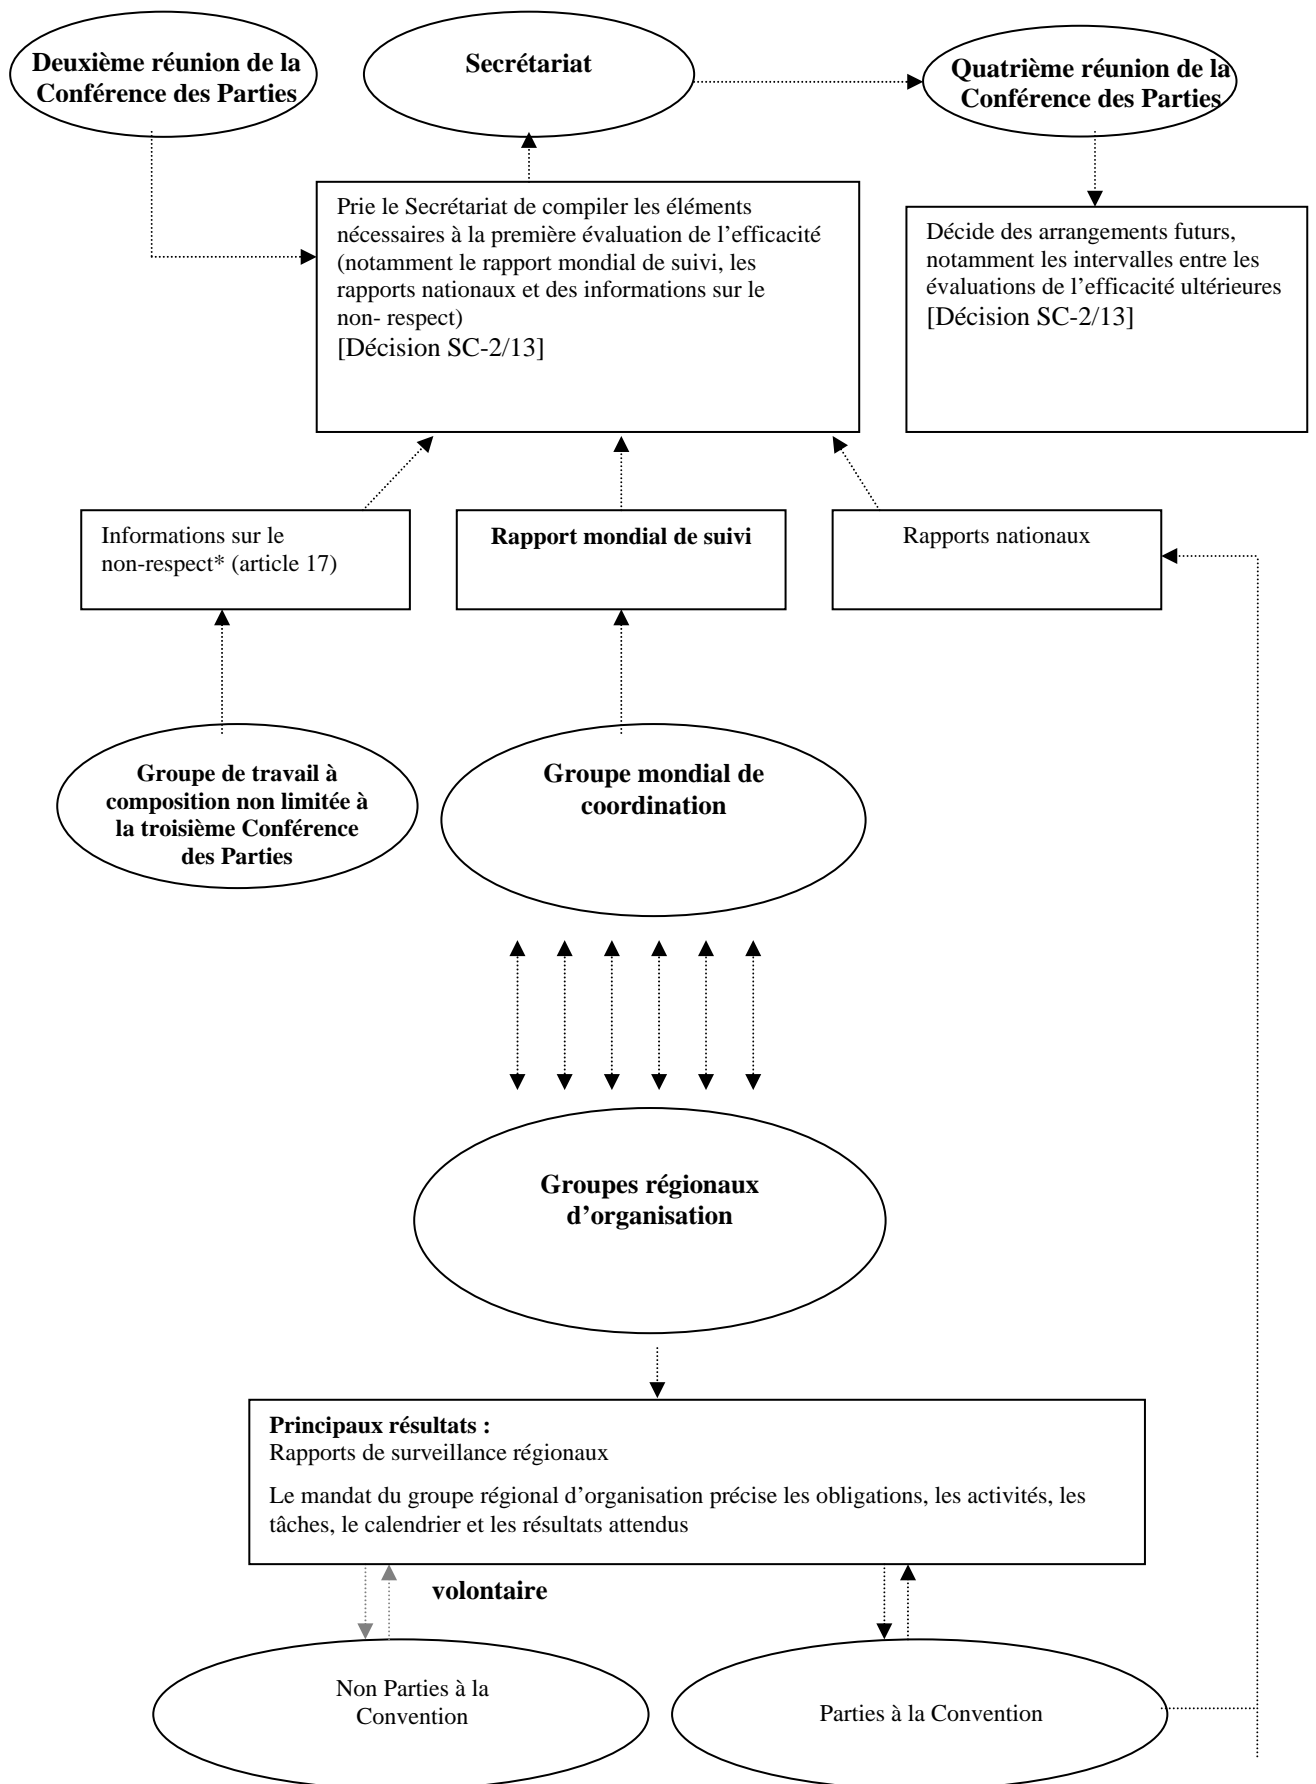 Deuxième réunion de la
Conférence des Parties
Secrétariat
Quatrième réunion de la
Conférence des Parties
Prie le Secrétariat de compiler les éléments
nécessaires à la première évaluation de l’efficacité
(notamment le rapport mondial de suivi, les
rapports nationaux et des informations sur le
non- respect)
[Décision SC-2/13]
Décide des arrangements futurs,
notamment les intervalles entre les
évaluations de l’efficacité ultérieures
[Décision SC-2/13]
Informations sur le
non-respect* (article 17)
Rapport mondial de suivi
Rapports nationaux
Groupe de travail à
composition non limitée à
la troisième Conférence
des Parties
Groupe mondial de
coordination
Groupes régionaux
d’organisation
Principaux résultats :
Rapports de surveillance régionaux
Le mandat du groupe régional d’organisation précise les obligations, les activités, les
tâches, le calendrier et les résultats attendus
volontaire
Non Parties à la
Convention
Parties à la Convention